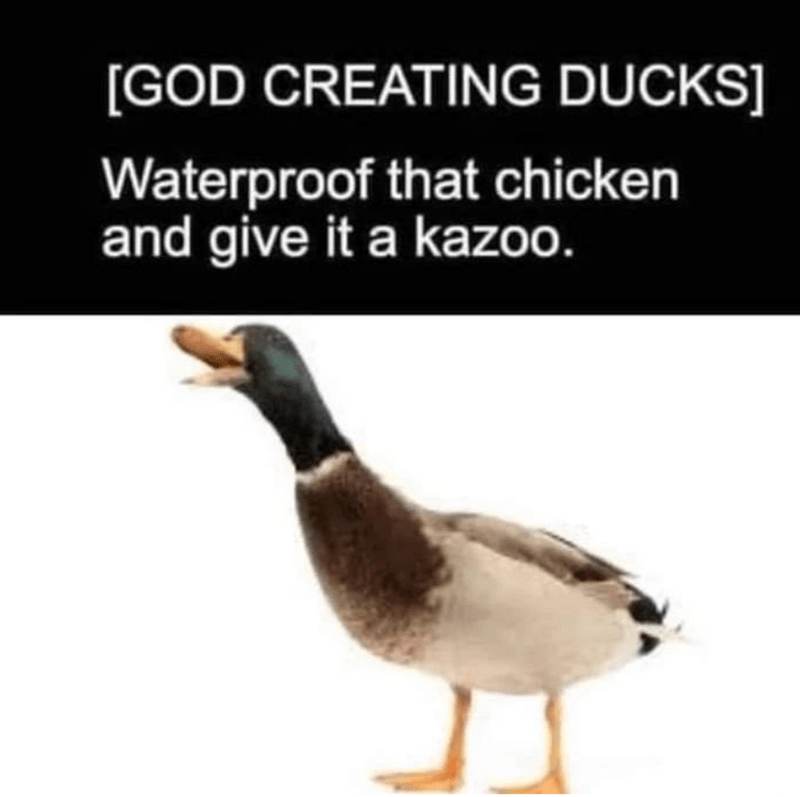 [GOD CREATING DUCKS]
Waterproof that chicken
and give it a kazoo.